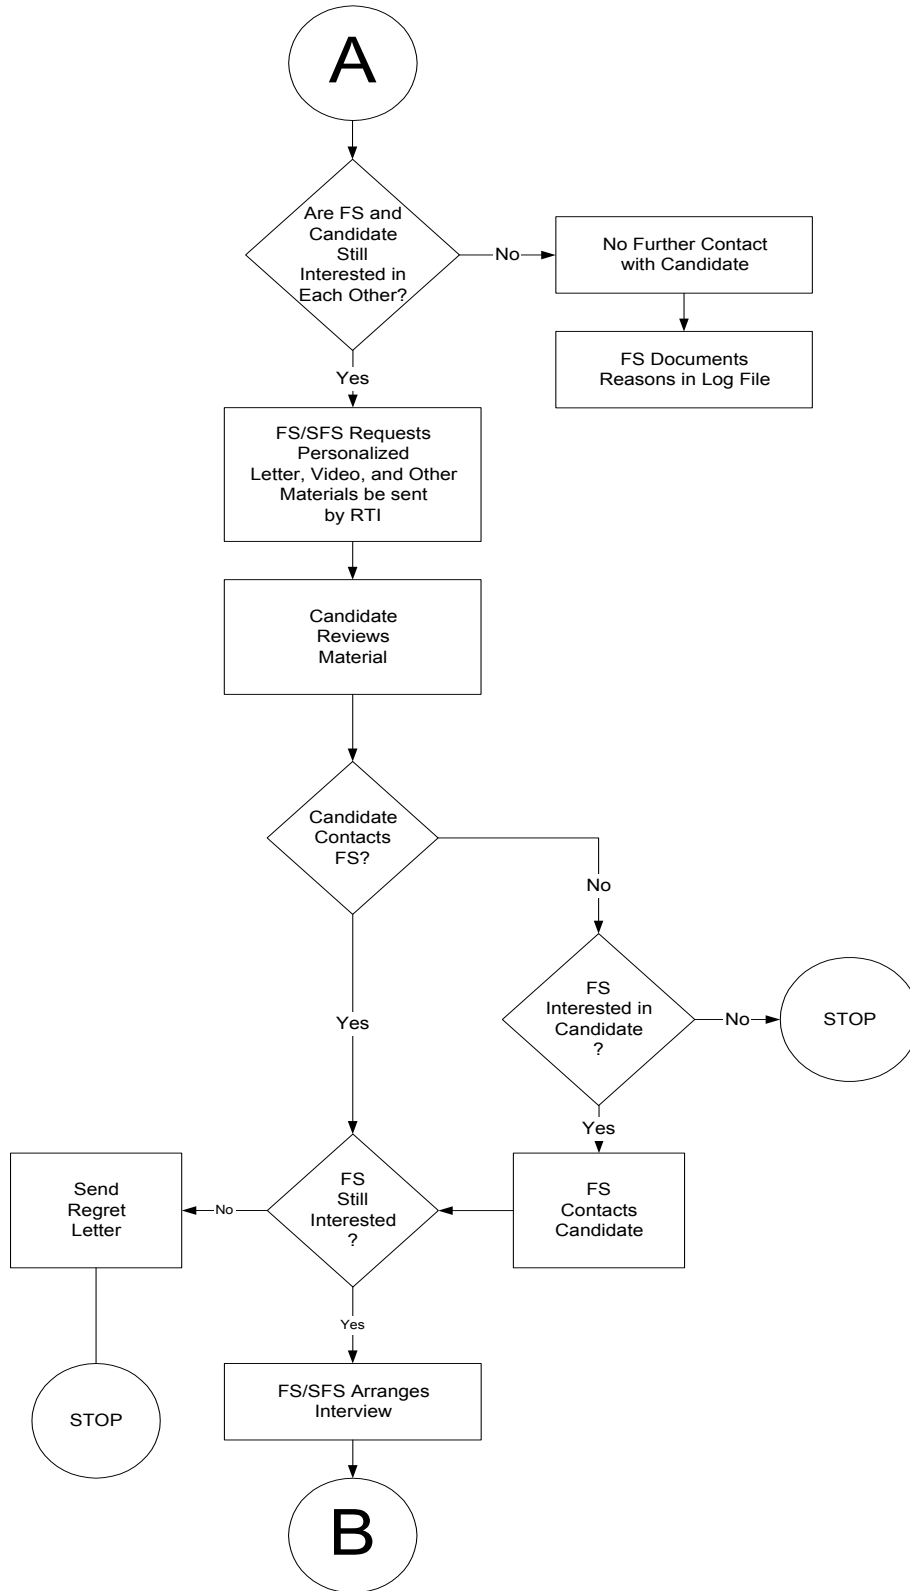 A
Are FS and
Candidate
Still
Interested in
Each Other?
No
No Further Contact
with Candidate
FS Documents
Reasons in Log File
Yes
FS/SFS Requests
Personalized
Letter, Video, and Other
Materials be sent
by RTI
Candidate
Reviews
Material
Candidate
Contacts
FS?
No
Yes
FS
Interested in
Candidate
?
No
STOP
Yes
FS
Contacts
Candidate
FS
Still
Interested
?
No
Send
Regret
Letter
STOP
Yes
FS/SFS Arranges
Interview
B